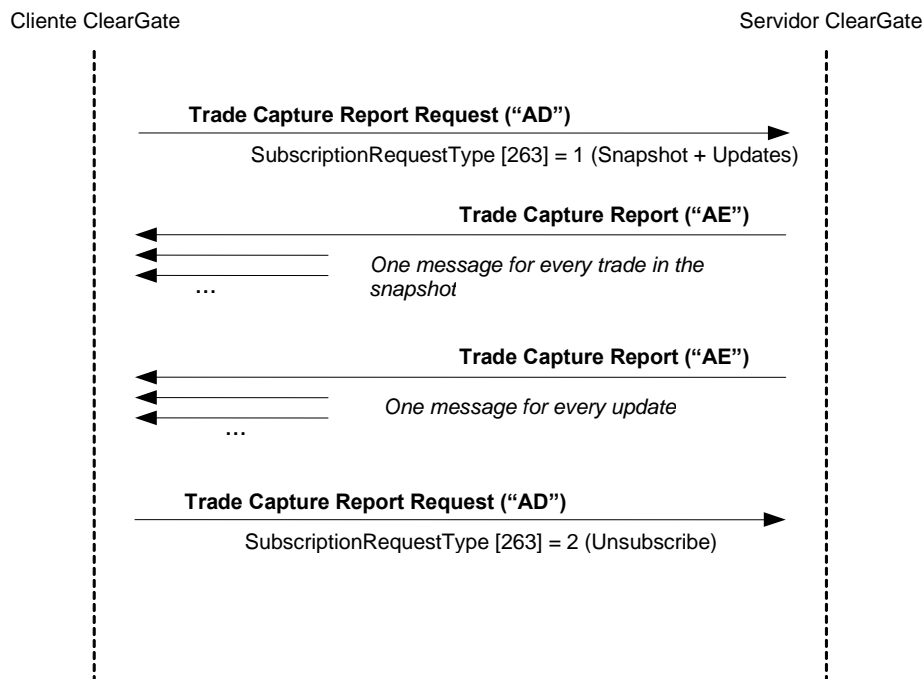 Cliente ClearGate
Servidor ClearGate
Trade Capture Report Request (“AD”)
SubscriptionRequestType [263] = 1 (Snapshot + Updates)
Trade Capture Report (“AE”)
One message for every trade in the
snapshot
...
Trade Capture Report (“AE”)
One message for every update
...
Trade Capture Report Request (“AD”)
SubscriptionRequestType [263] = 2 (Unsubscribe)